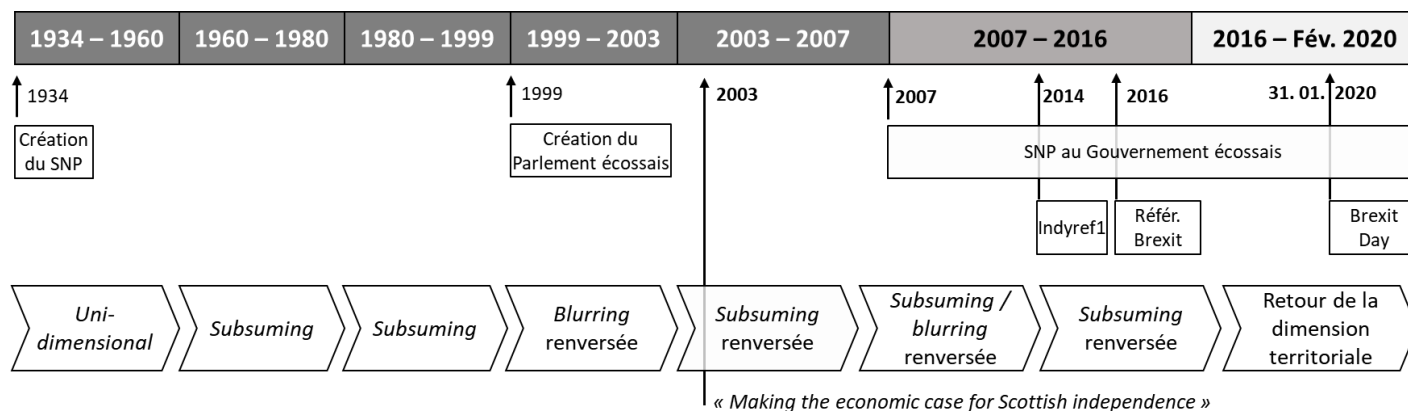 1934 – 1960
1960 – 1980
1980 – 1999
1999 – 2003
2003 – 2007
2007 – 2016
2016 – Fév. 2020
1934
1999
2003
2007
2014
2016
31. 01. 2020
Création
du SNP
Création du
Parlement écossais
SNP au Gouvernement écossais
Indyref1
Référ.
Brexit
Brexit
Day
Uni-
dimensional
Subsuming
Subsuming
Blurring
renversée
Subsuming
renversée
Subsuming /
blurring
renversée
Subsuming
renversée
Retour de la
dimension
territoriale
« Making the economic case for Scottish independence »